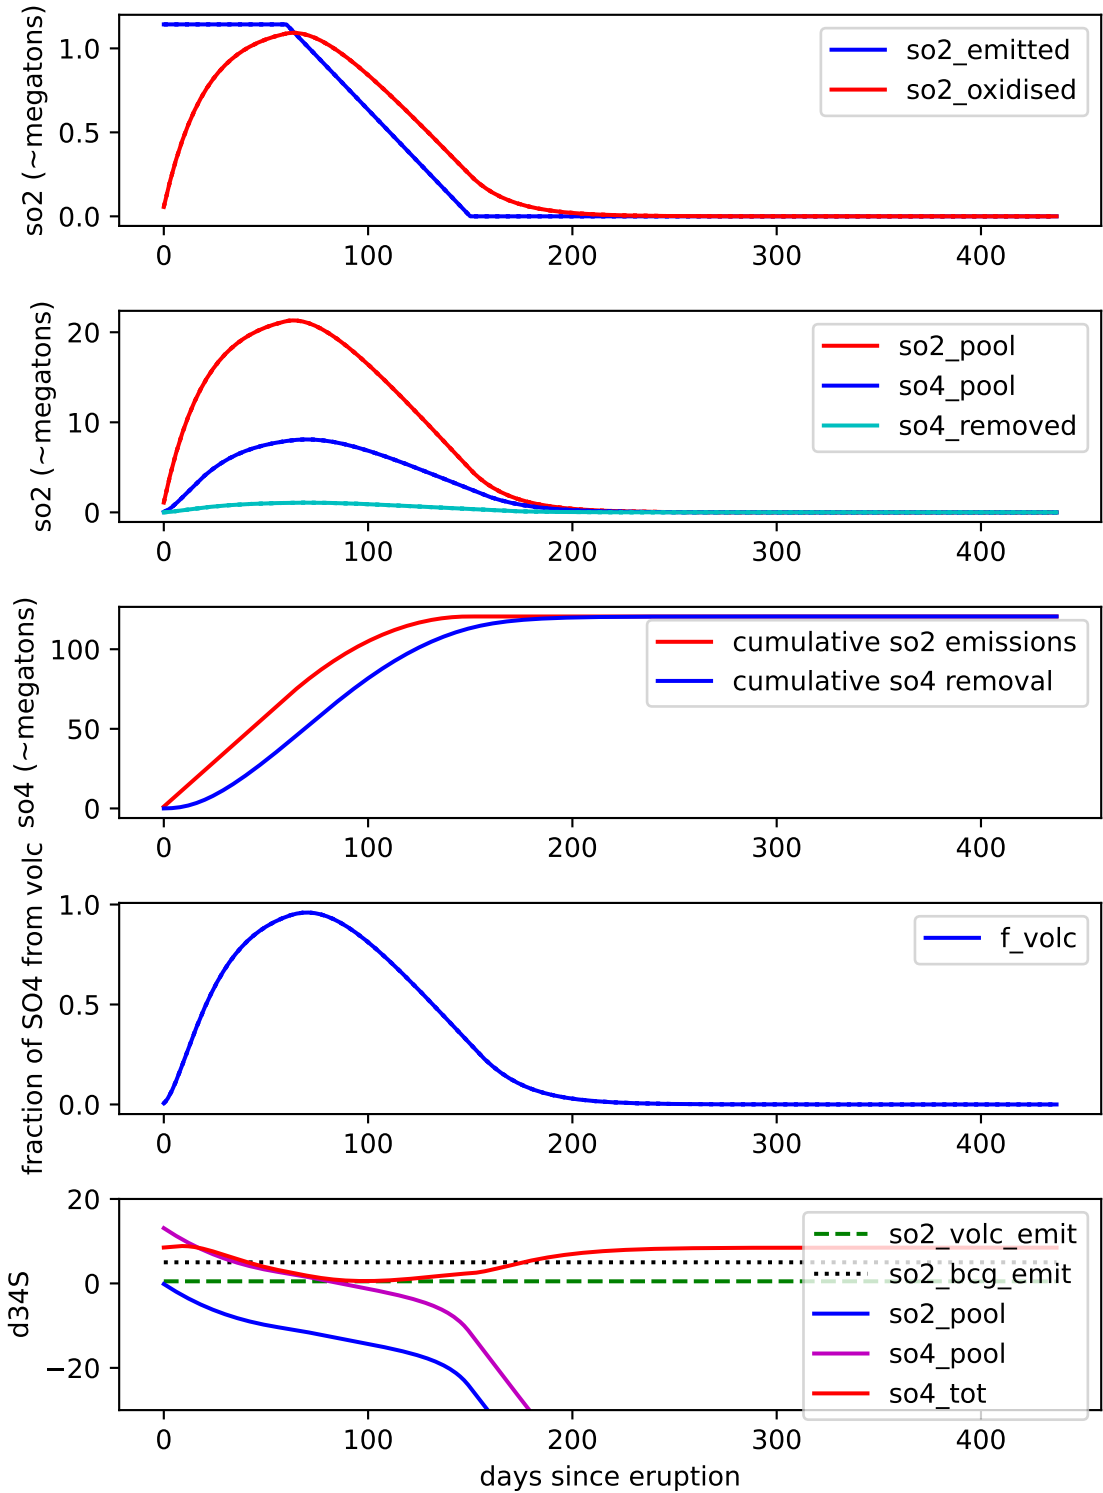 so2 (~megatons)
1.0
0.5
0.0
so2_emitted
so2_oxidised
0 100 200 300 400
so2 (~megatons)
20
10
0
so2_pool
so4_pool
so4_removed
0 100 200 300 400
so4 (~megatons)
100
50
0
cumulative so2 emissions
cumulative so4 removal
0 100 200 300 400
fraction of SO4 from volc
1.0
0.5
0.0
f_volc
0 100 200 300 400
d34S
20
0
−20
so2_volc_emit
so2_bcg_emit
so2_pool
so4_pool
so4_tot
0 100 200 300 400
days since eruption